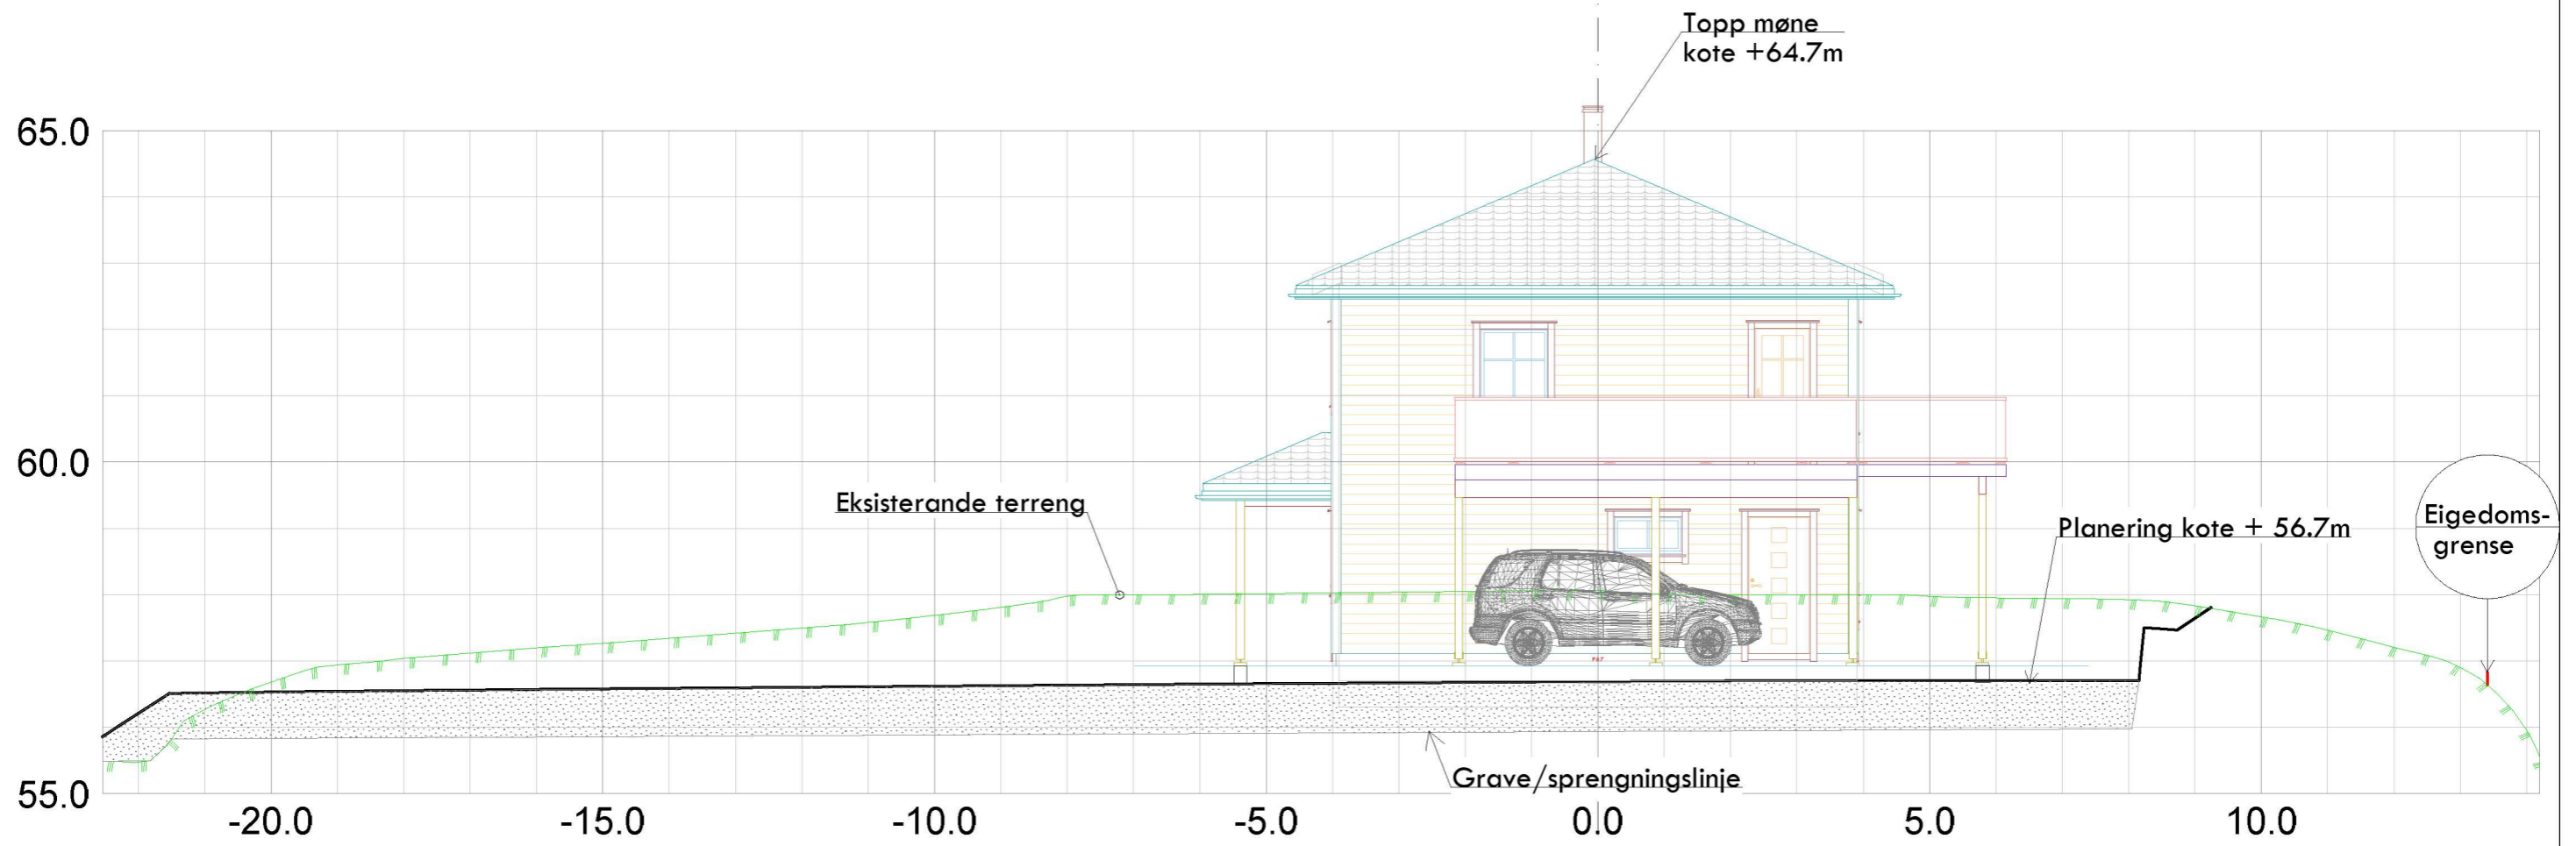 Topp møne
kote +64.7m
65.0
60.0
Eksisterande terreng
Planering kote + 56.7m
Eigedoms-
grense
Grave/sprengningslinje
55.0
-20.0 -15.0 -10.0 -5.0 0.0 5.0 10.0